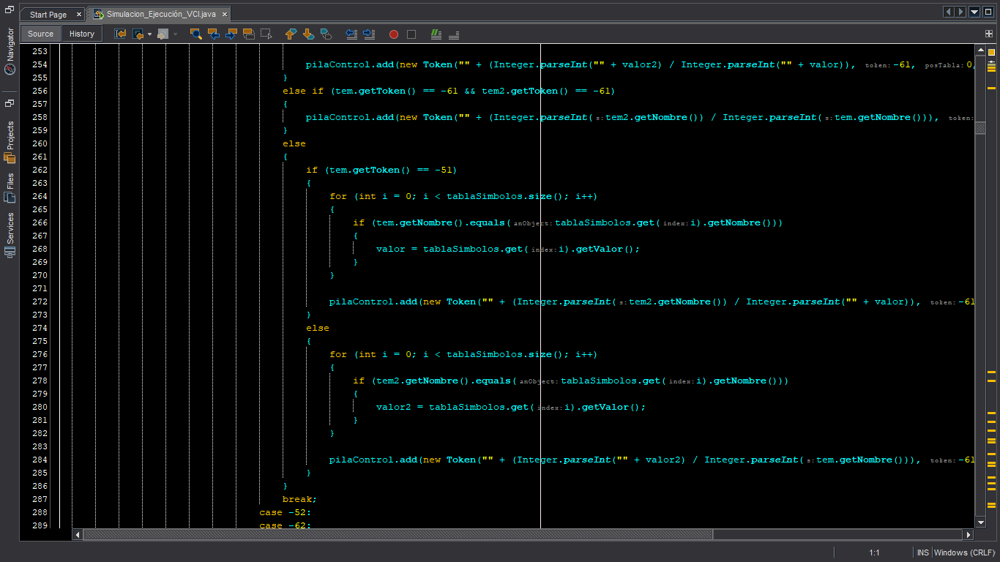 Start Page
Simulacion_Ejecución_VCI.java
Source
History
Navigator
Projects
Files
Services
253
254 pilaControl.add(new Token("" + (Integer.parseInt("" + valor2) / Integer.parseInt("" + valor)), token: -61, posTabla: 0,
255 }
256 else if (tem.getToken() == -61 && tem2.getToken() == -61)
257 {
258 pilaControl.add(new Token("" + (Integer.parseInt( s: tem2.getNombre()) / Integer.parseInt( s: tem.getNombre())), token:
259 }
260 else
261 {
262 if (tem.getToken() == -51)
263 {
264 for (int i = 0; i < tablaSimbolos.size(); i++)
265 {
266 if (tem.getNombre().equals( anObject: tablaSimbolos.get( index: i).getNombre()))
267 {
268 valor = tablaSimbolos.get( index: i).getValor();
269 }
270 }
271
272 pilaControl.add(new Token("" + (Integer.parseInt( s: tem2.getNombre()) / Integer.parseInt("" + valor)), token: -61
273 }
274 else
275 {
276 for (int i = 0; i < tablaSimbolos.size(); i++)
277 {
278 if (tem2.getNombre().equals( anObject: tablaSimbolos.get( index: i).getNombre()))
279 {
280 valor2 = tablaSimbolos.get( index: i).getValor();
281 }
282 }
283
284 pilaControl.add(new Token("" + (Integer.parseInt("" + valor2) / Integer.parseInt( s: tem.getNombre())), token: -61
285 }
286 }
287 break;
288 case -52:
289 case -62:
1:1
INS
Windows (CRLF)